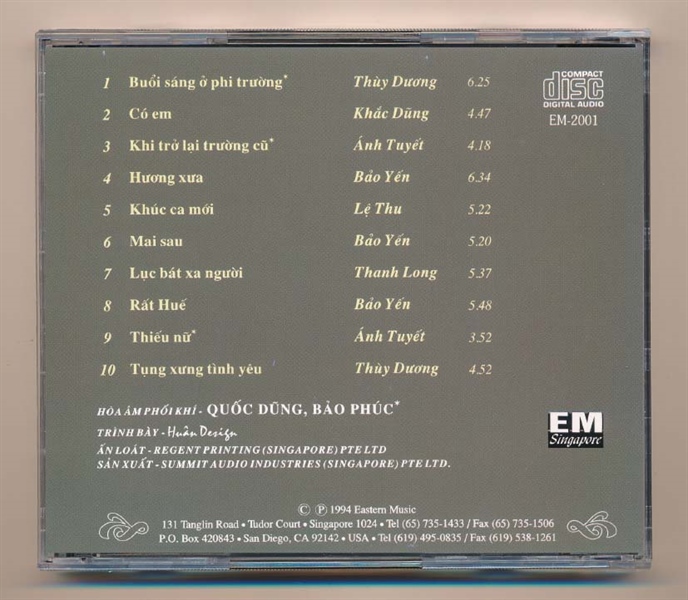 1 Buổi sáng ở phi trường* Thùy Dương 6.25
2 Có em Khắc Dũng 4.47
3 Khi trở lại trường cũ* Ánh Tuyết 4.18
4 Hương xưa Bảo Yến 6.34
5 Khúc ca mới Lệ Thu 5.22
6 Mai sau Bảo Yến 5.20
7 Lục bát xa người Thanh Long 5.37
8 Rất Huế Bảo Yến 5.48
9 Thiếu nữ* Ánh Tuyết 3.52
10 Tụng xưng tình yêu Thùy Dương 4.52
COMPACT
disc
DIGITAL AUDIO
EM-2001
HÒA ÂM PHỐI KHÍ - QUỐC DŨNG, BẢO PHÚC*
TRÌNH BÀY - Huân Design
ẤN LOÁT - REGENT PRINTING (SINGAPORE) PTE LTD
SẢN XUẤT - SUMMIT AUDIO INDUSTRIES (SINGAPORE) PTE LTD.
EM
Singapore
Ⓒ Ⓟ 1994 Eastern Music
131 Tanglin Road • Tudor Court • Singapore 1024 • Tel (65) 735-1433 / Fax (65) 735-1506
P.O. Box 420843 • San Diego, CA 92142 • USA • Tel (619) 495-0835 / Fax (619) 538-1261